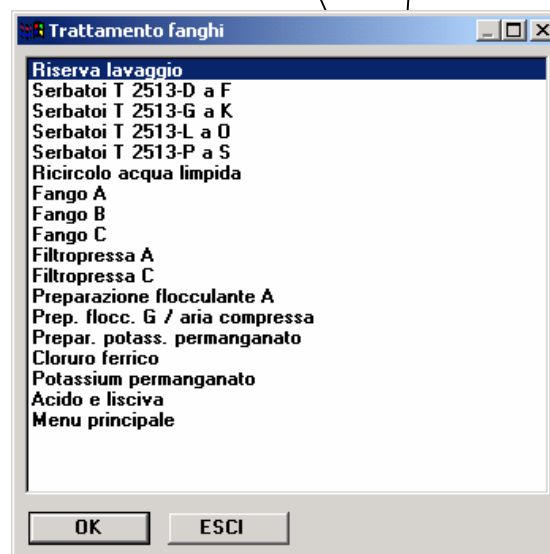 Trattamento fanghi
Riserva lavaggio
Serbatoi T 2513-D a F
Serbatoi T 2513-G a K
Serbatoi T 2513-L a O
Serbatoi T 2513-P a S
Ricircolo acqua limpida
Fango A
Fango B
Fango C
Filtropressa A
Filtropressa C
Preparazione flocculante A
Prep. flocc. G / aria compressa
Prepar. potass. permanganato
Cloruro ferrico
Potassium permanganato
Acido e lisciva
Menu principale
OK ESCI